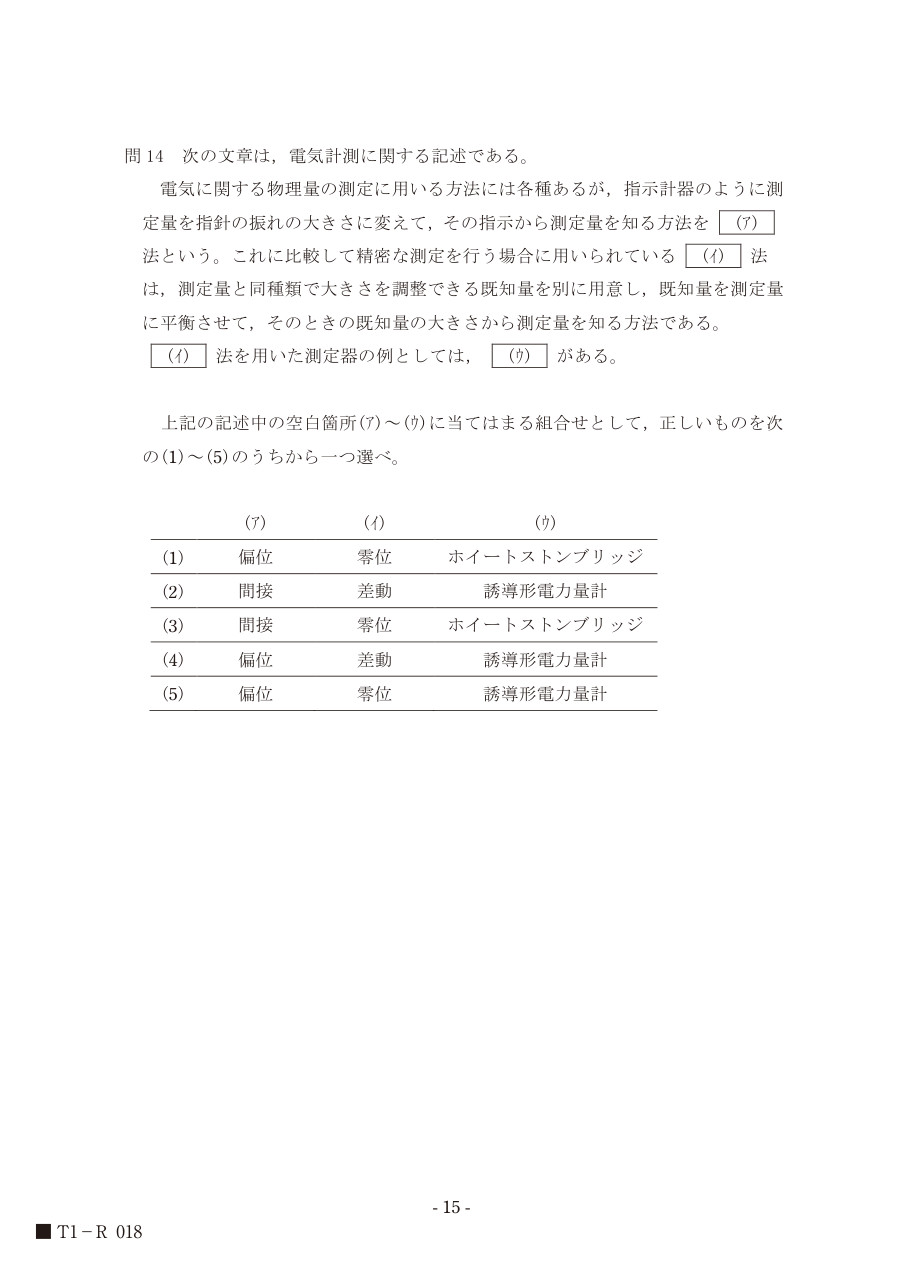 問 14 次の文章は，電気計測に関する記述である。
電気に関する物理量の測定に用いる方法には各種あるが，指示計器のように測
定量を指針の振れの大きさに変えて，その指示から測定量を知る方法を (ｱ)
法という。これに比較して精密な測定を行う場合に用いられている (ｲ) 法
は，測定量と同種類で大きさを調整できる既知量を別に用意し，既知量を測定量
に平衡させて，そのときの既知量の大きさから測定量を知る方法である。
(ｲ) 法を用いた測定器の例としては， (ｳ) がある。
上記の記述中の空白箇所(ｱ)～(ｳ)に当てはまる組合せとして，正しいものを次
の(1)～(5)のうちから一つ選べ。
(ｱ) (ｲ) (ｳ)
(1) 偏位 零位 ホイートストンブリッジ
(2) 間接 差動 誘導形電力量計
(3) 間接 零位 ホイートストンブリッジ
(4) 偏位 差動 誘導形電力量計
(5) 偏位 零位 誘導形電力量計
- 15 -
■ T1－R 018